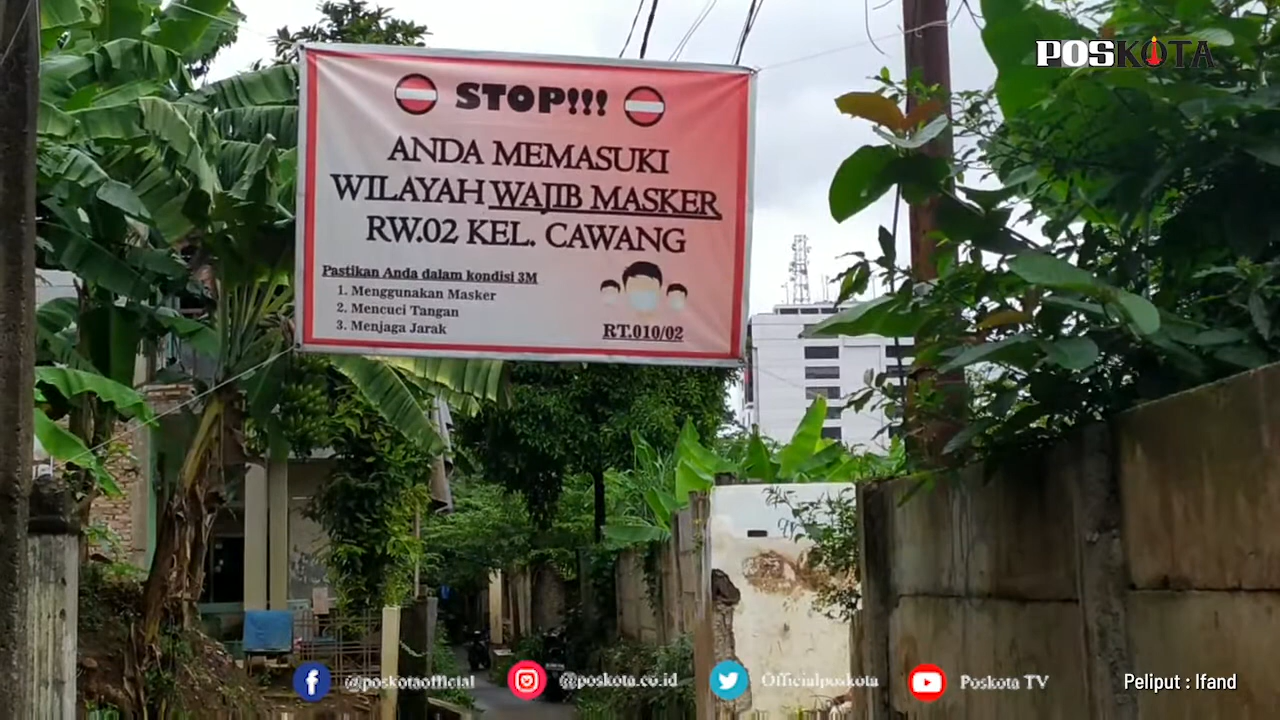 POSKOTA
STOP!!!
ANDA MEMASUKI
WILAYAH WAJIB MASKER
RW.02 KEL. CAWANG
Pastikan Anda dalam kondisi 3M
1. Menggunakan Masker
2. Mencuci Tangan
3. Menjaga Jarak
RT.010/02
@poskotaofficial
@poskota.co.id
Officialposkota
Poskota TV
Peliput : Ifand